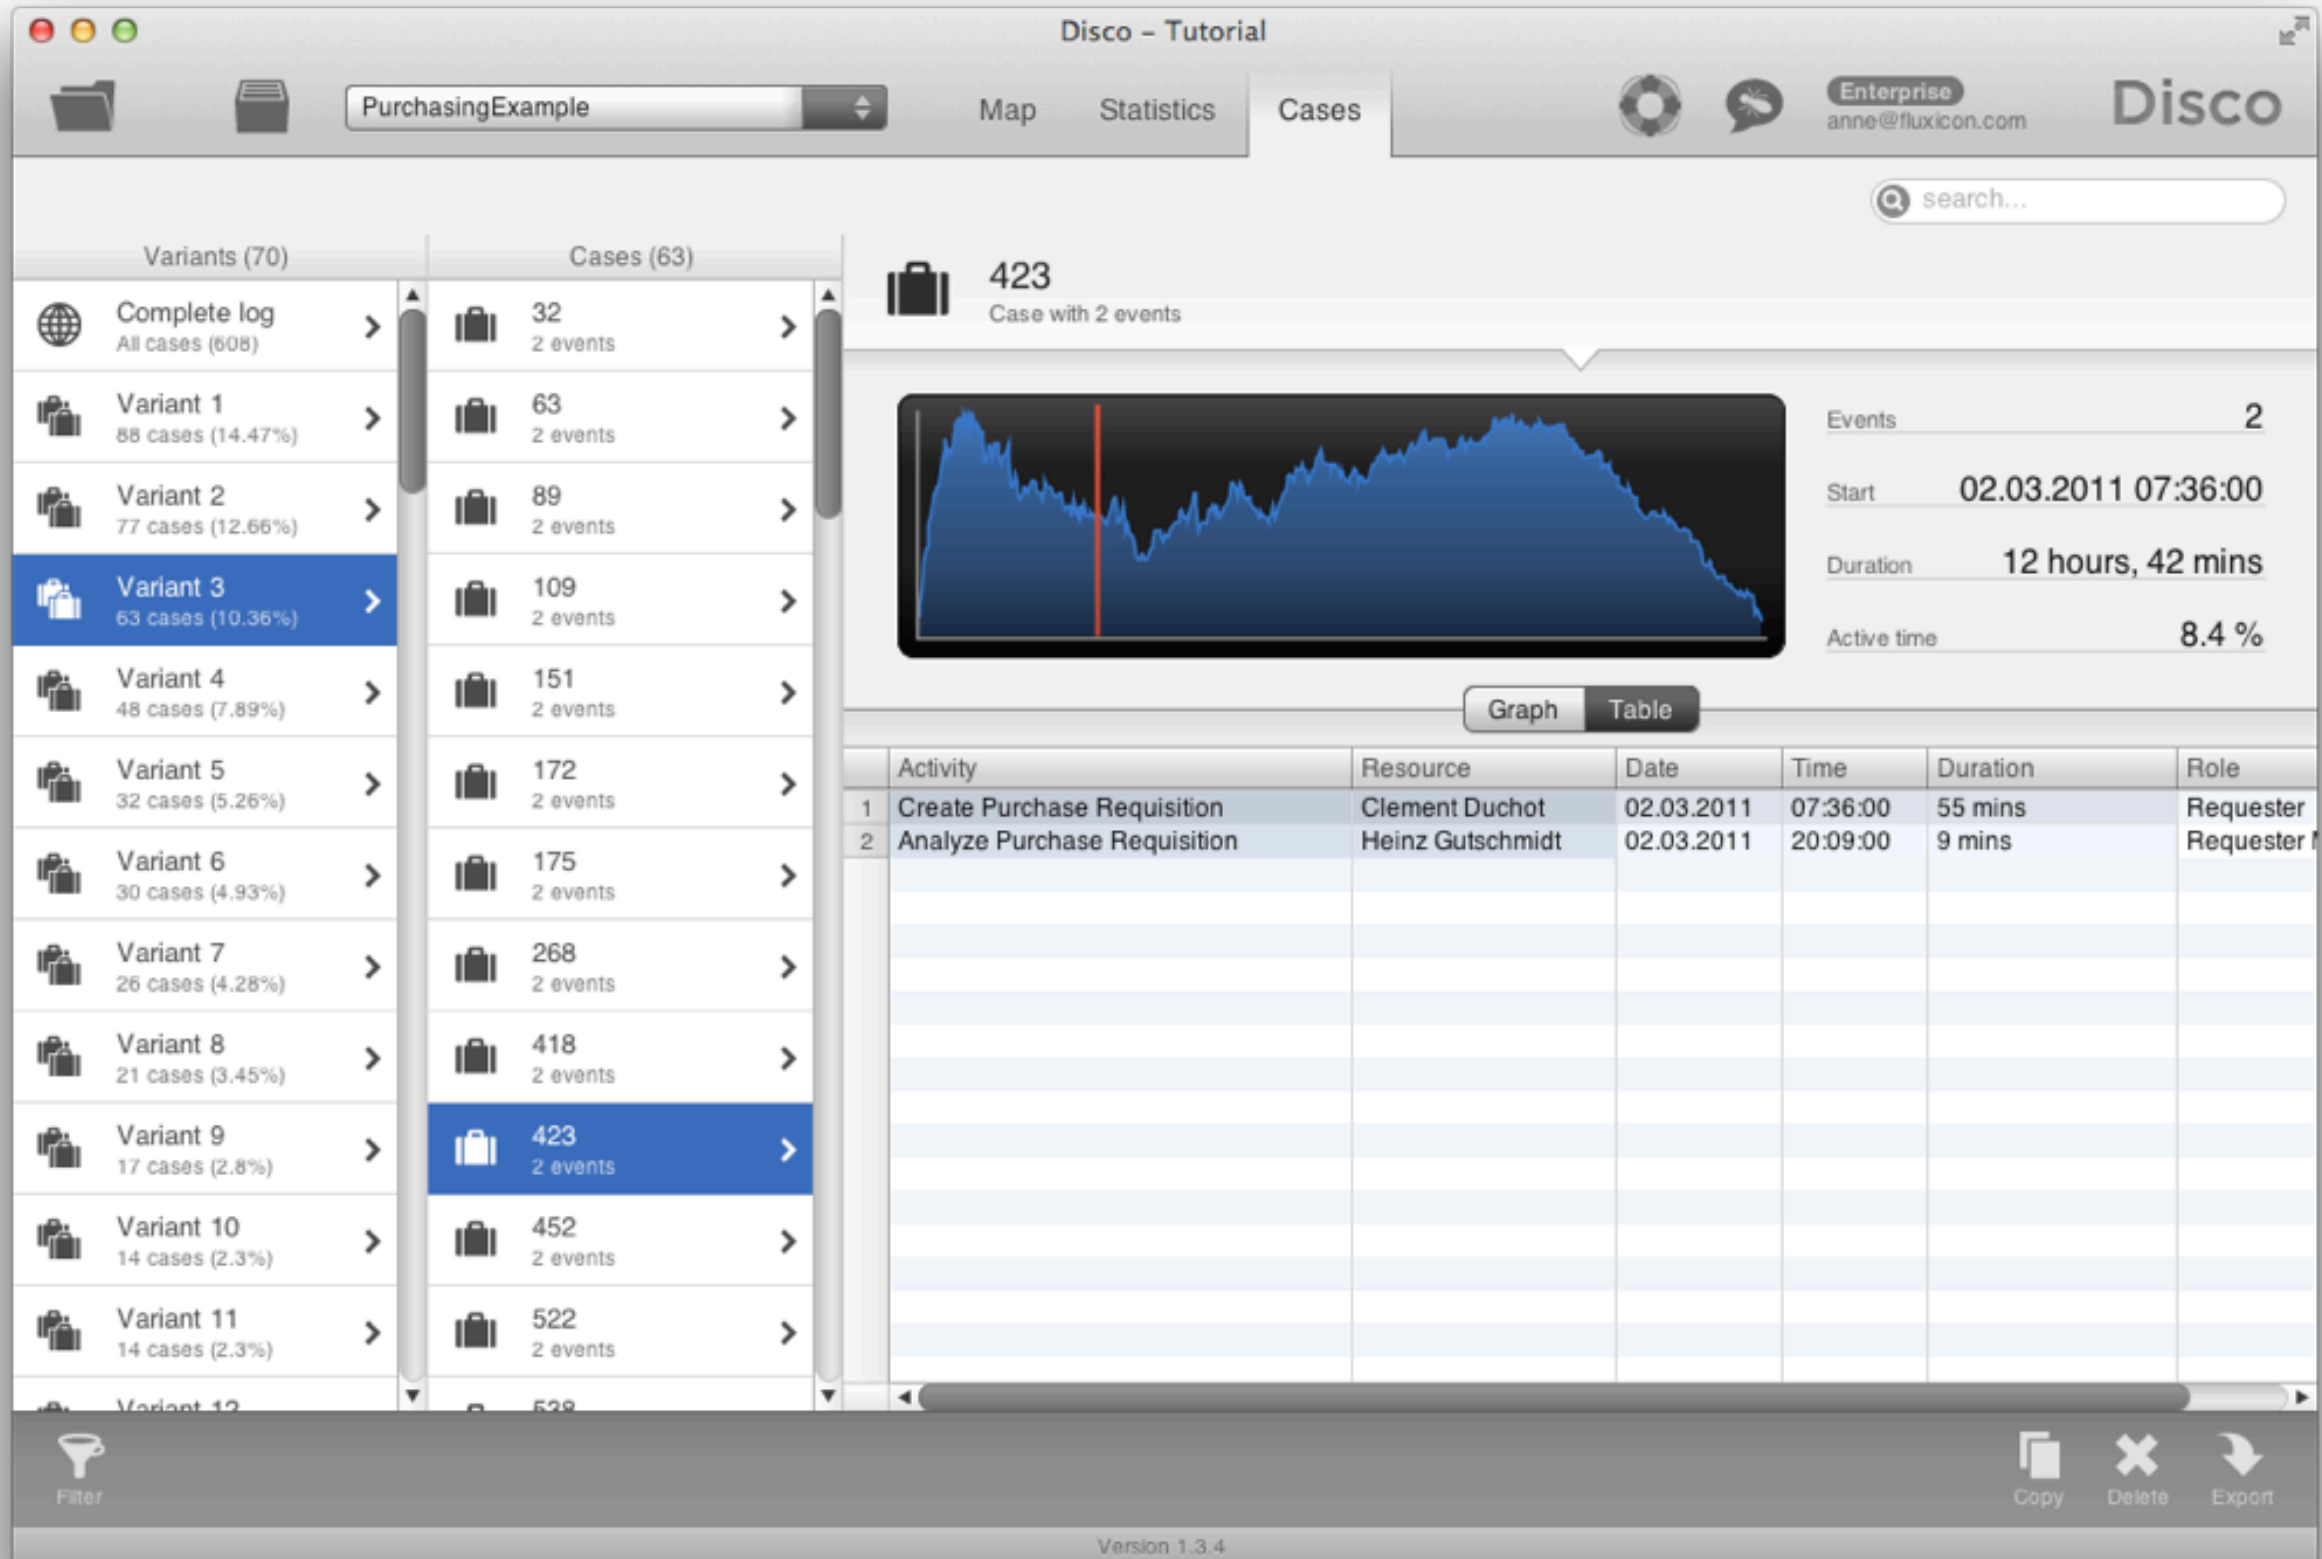 Disco – Tutorial
PurchasingExample
Map
Statistics
Cases
Enterprise
anne@fluxicon.com
Disco
search...
Variants (70)
Complete log
All cases (608)
Variant 1
88 cases (14.47%)
Variant 2
77 cases (12.66%)
Variant 3
63 cases (10.36%)
Variant 4
48 cases (7.89%)
Variant 5
32 cases (5.26%)
Variant 6
30 cases (4.93%)
Variant 7
26 cases (4.28%)
Variant 8
21 cases (3.45%)
Variant 9
17 cases (2.8%)
Variant 10
14 cases (2.3%)
Variant 11
14 cases (2.3%)
Variant 12
Cases (63)
32
2 events
63
2 events
89
2 events
109
2 events
151
2 events
172
2 events
175
2 events
268
2 events
418
2 events
423
2 events
452
2 events
522
2 events
538
423
Case with 2 events
Events 2
Start 02.03.2011 07:36:00
Duration 12 hours, 42 mins
Active time 8.4 %
Graph
Table
Activity Resource Date Time Duration Role
1 Create Purchase Requisition Clement Duchot 02.03.2011 07:36:00 55 mins Requester
2 Analyze Purchase Requisition Heinz Gutschmidt 02.03.2011 20:09:00 9 mins Requester
Filter
Copy
Delete
Export
Version 1.3.4